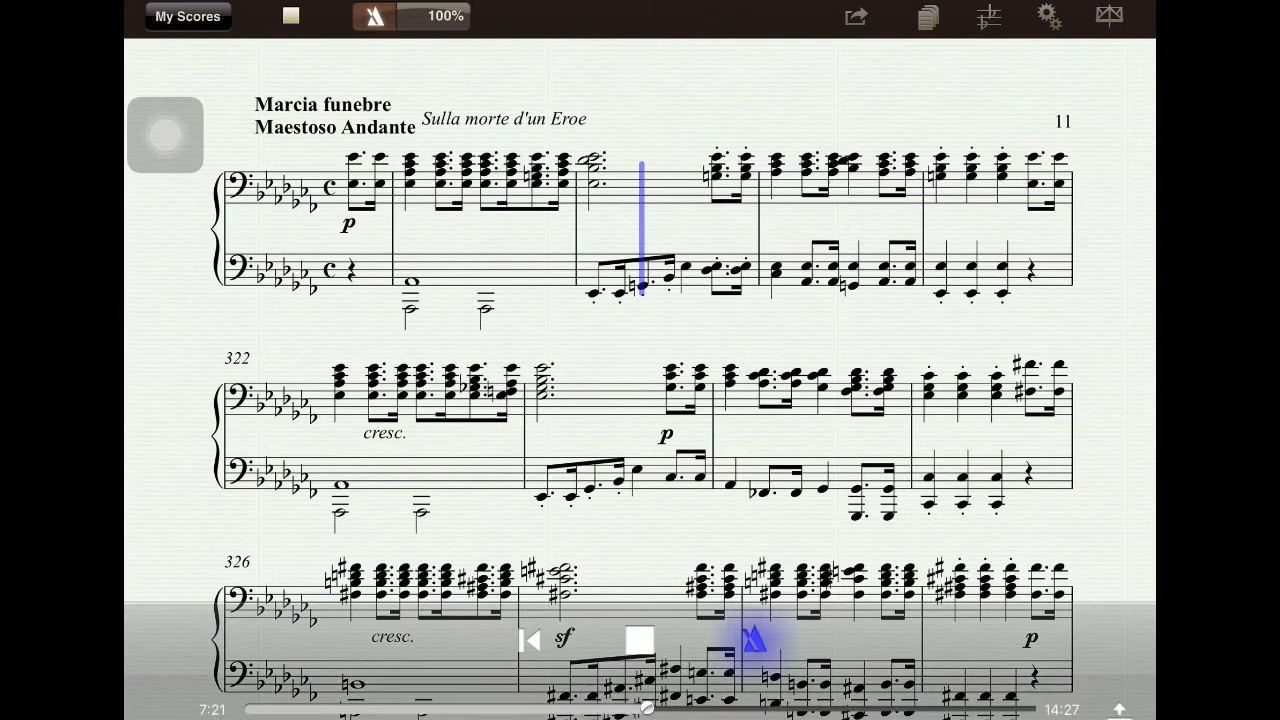 My Scores
100%
Marcia funebre
Maestoso Andante
Sulla morte d'un Eroe
11
p
322
cresc.
p
326
cresc.
sf
p
7:21
14:27